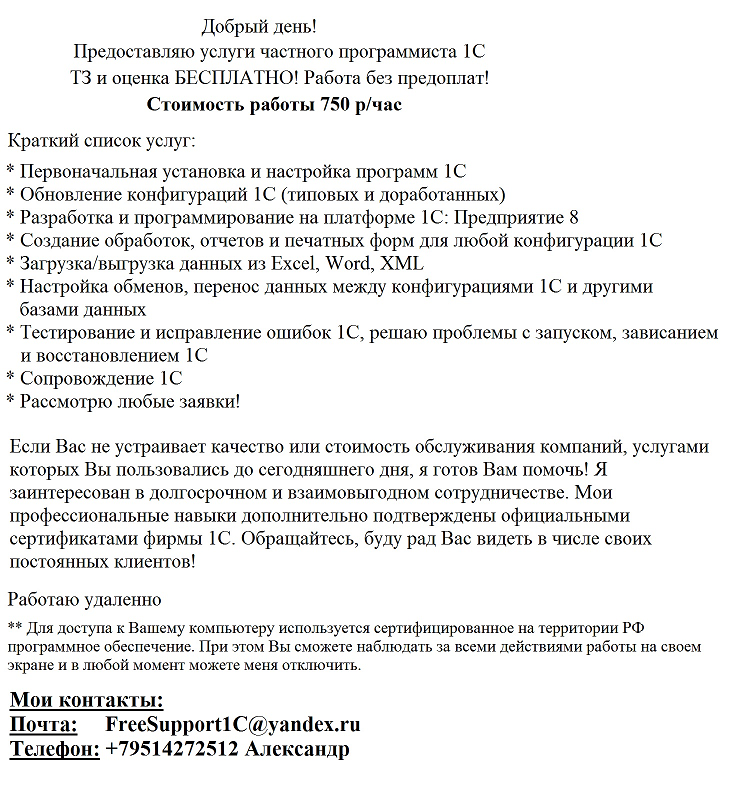 Добрый день!
Предоставляю услуги частного программиста 1С
ТЗ и оценка БЕСПЛАТНО! Работа без предоплат!
Стоимость работы 750 р/час
Краткий список услуг:
* Первоначальная установка и настройка программ 1С
* Обновление конфигураций 1С (типовых и доработанных)
* Разработка и программирование на платформе 1С: Предприятие 8
* Создание обработок, отчетов и печатных форм для любой конфигурации 1С
* Загрузка/выгрузка данных из Excel, Word, XML
* Настройка обменов, перенос данных между конфигурациями 1С и другими
базами данных
* Тестирование и исправление ошибок 1С, решаю проблемы с запуском, зависанием
и восстановлением 1С
* Сопровождение 1С
* Рассмотрю любые заявки!
Если Вас не устраивает качество или стоимость обслуживания компаний, услугами
которых Вы пользовались до сегодняшнего дня, я готов Вам помочь! Я
заинтересован в долгосрочном и взаимовыгодном сотрудничестве. Мои
профессиональные навыки дополнительно подтверждены официальными
сертификатами фирмы 1С. Обращайтесь, буду рад Вас видеть в числе своих
постоянных клиентов!
Работаю удаленно
** Для доступа к Вашему компьютеру используется сертифицированное на территории РФ
программное обеспечение. При этом Вы сможете наблюдать за всеми действиями работы на своем
экране и в любой момент можете меня отключить.
Мои контакты:
Почта: FreeSupport1C@yandex.ru
Телефон: +79514272512 Александр